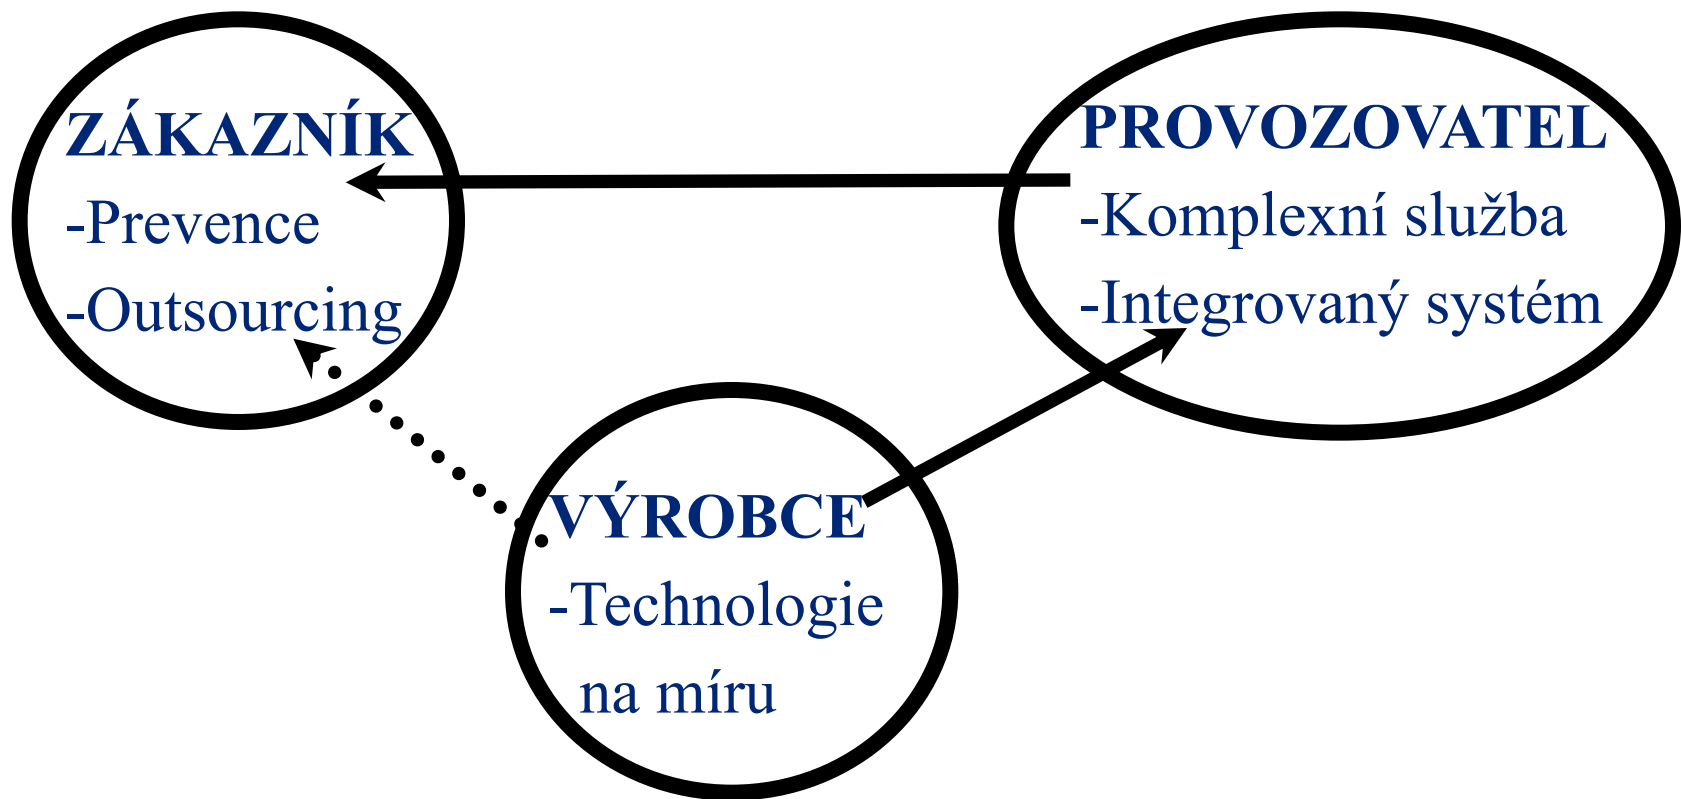 ZÁKAZNÍK
-Prevence
-Outsourcing
PROVOZOVATEL
-Komplexní služba
-Integrovaný systém
VÝROBCE
-Technologie
na míru